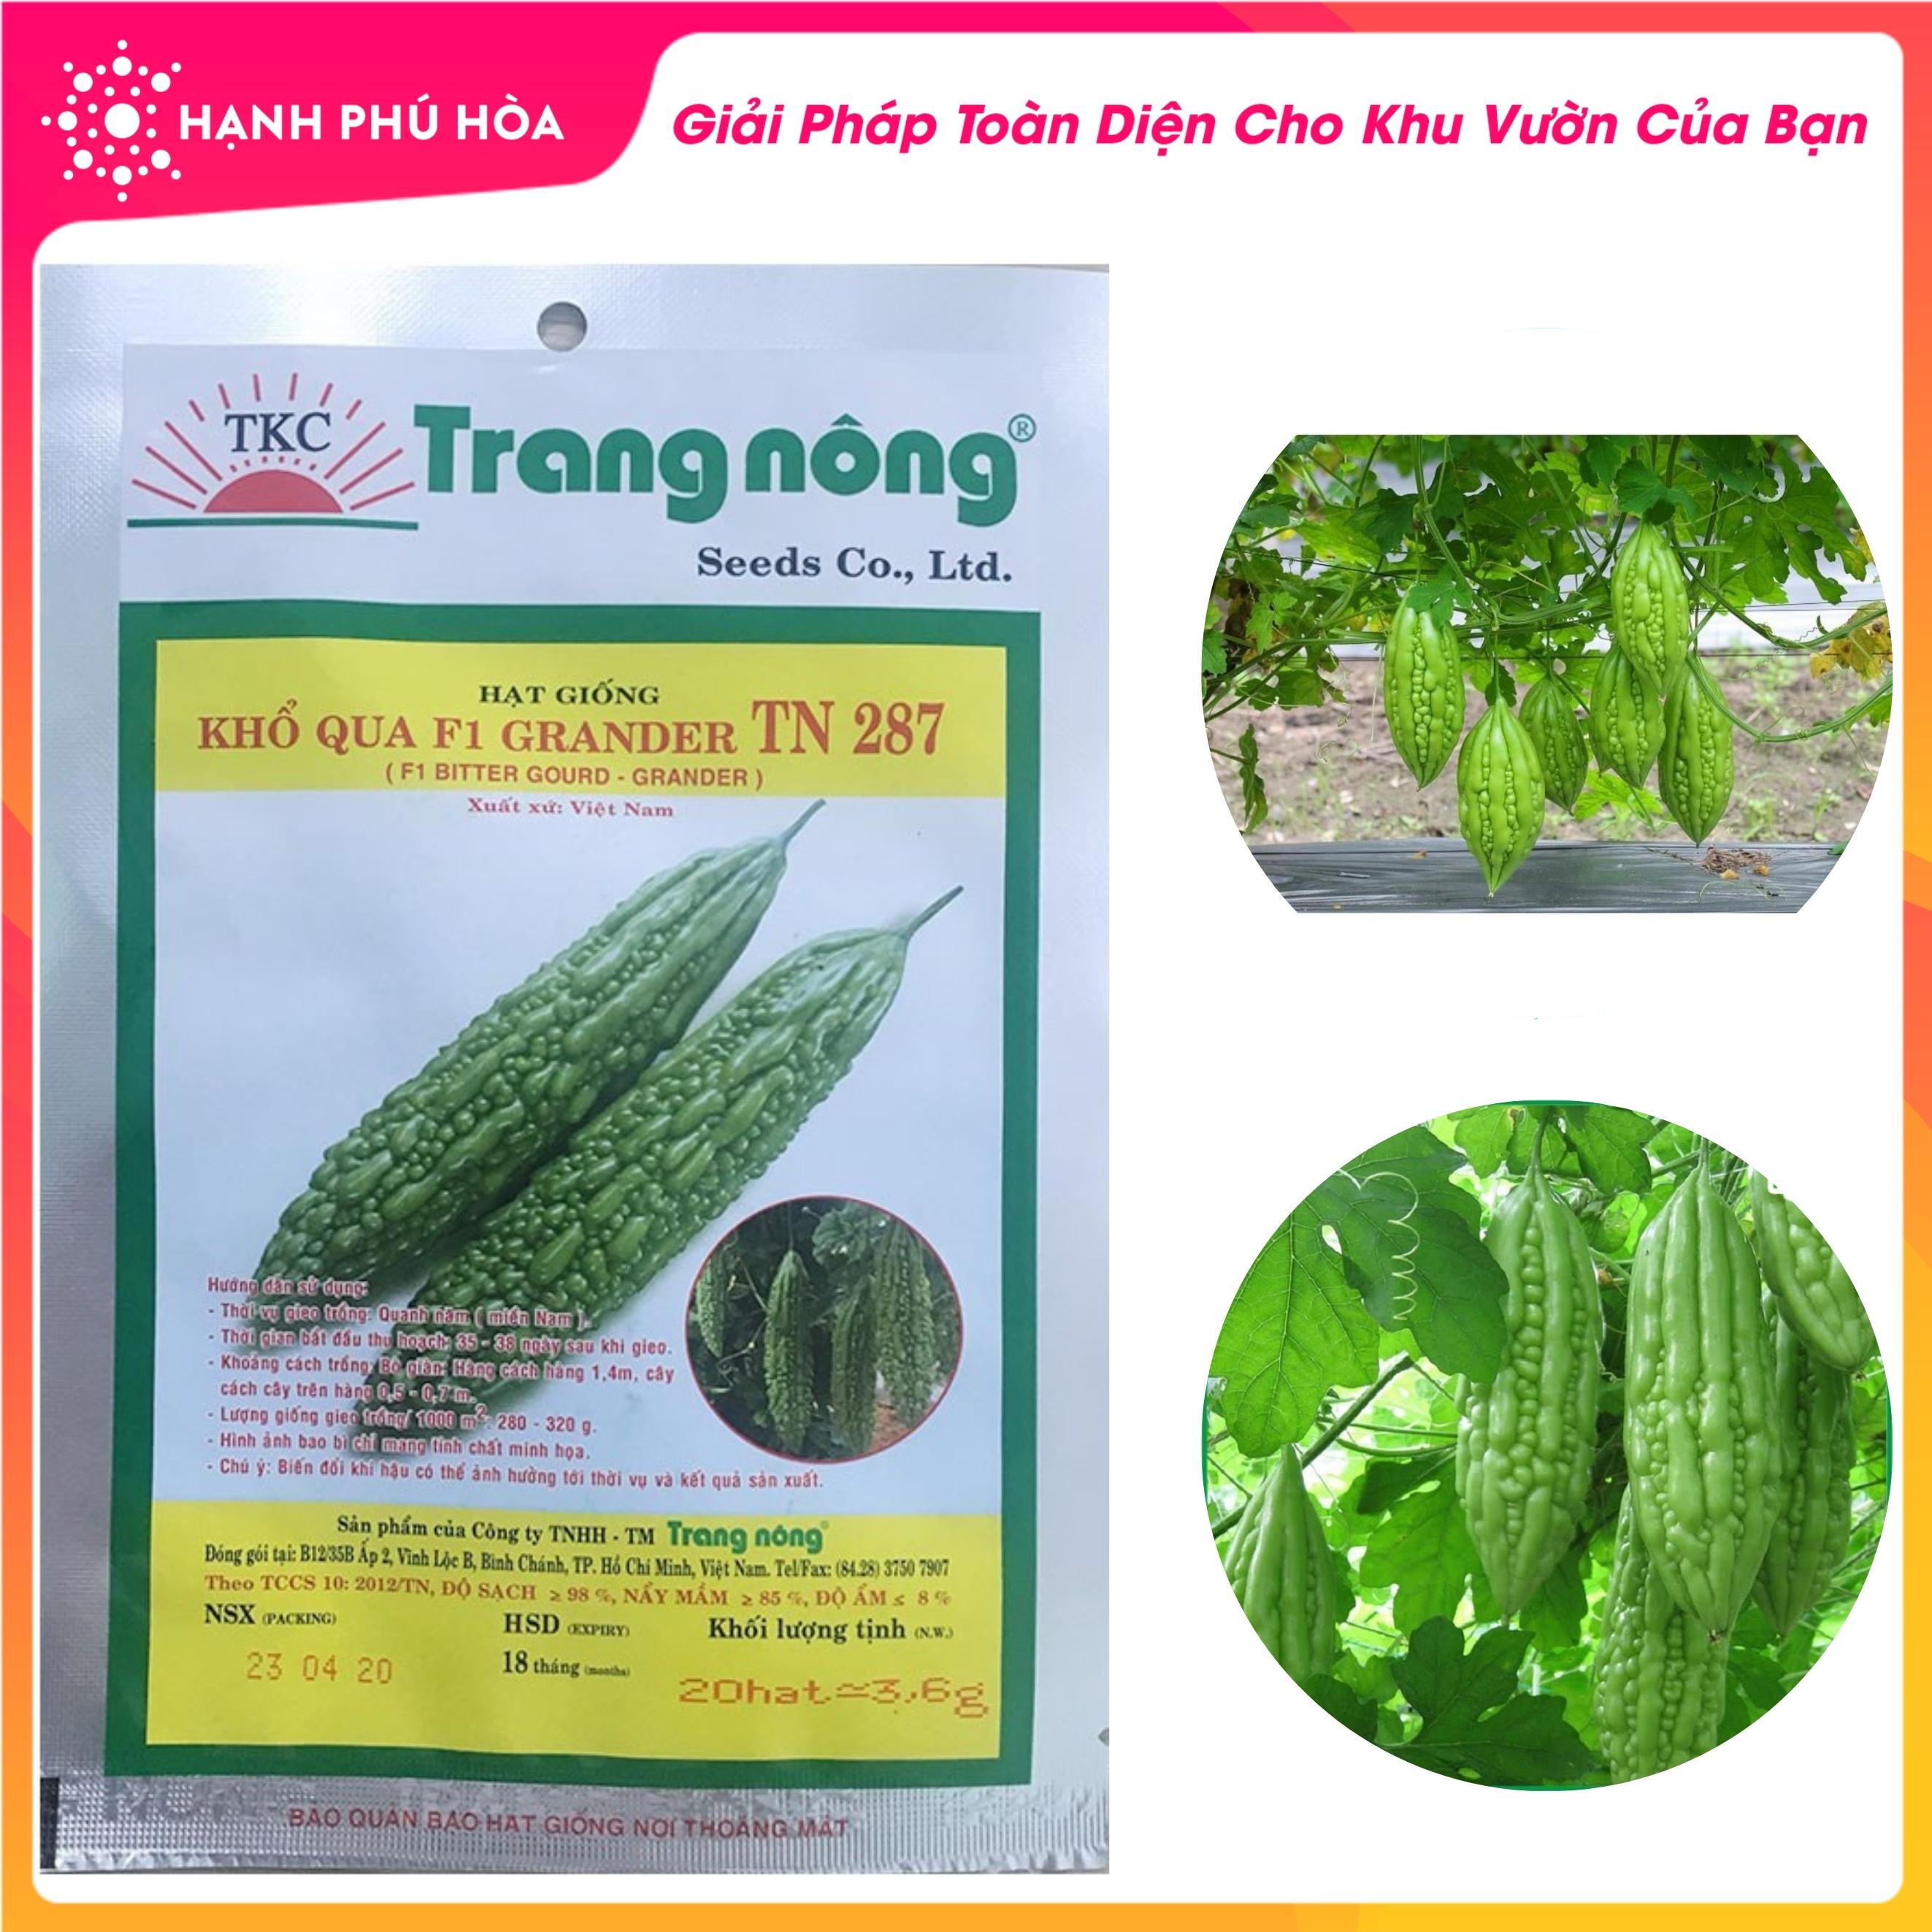 HẠNH PHÚ HÒA
Giải Pháp Toàn Diện Cho Khu Vườn Của Bạn
TKC
Trang nông®
Seeds Co., Ltd.
HẠT GIỐNG
KHỔ QUA F1 GRANDER TN 287
( F1 BITTER GOURD - GRANDER )
Xuất xứ: Việt Nam
Hướng dẫn sử dụng:
- Thời vụ gieo trồng: Quanh năm ( miền Nam ).
- Thời gian bắt đầu thu hoạch: 35 - 38 ngày sau khi gieo.
- Khoảng cách trồng: Bò giàn: Hàng cách hàng 1,4m, cây
cách cây trên hàng 0,5 - 0,7 m.
- Lượng giống gieo trồng/ 1000 m²: 280 - 320 g.
- Hình ảnh bao bì chỉ mang tính chất minh họa.
- Chú ý: Biến đổi khí hậu có thể ảnh hưởng tới thời vụ và kết quả sản xuất.
Sản phẩm của Công ty TNHH - TM Trang nông®
Đóng gói tại: B12/35B Ấp 2, Vĩnh Lộc B, Bình Chánh, TP. Hồ Chí Minh, Việt Nam. Tel/Fax: (84.28) 3750 7907
Theo TCCS 10: 2012/TN, ĐỘ SẠCH ≥ 98 %, NẨY MẦM ≥ 85 %, ĐỘ ẨM ≤ 8 %
NSX (PACKING) HSD (EXPIRY) Khối lượng tịnh (N.W.)
23 04 20 18 tháng (months) 20hat≃3,6g
BẢO QUẢN BAO HẠT GIỐNG NƠI THOÁNG MÁT